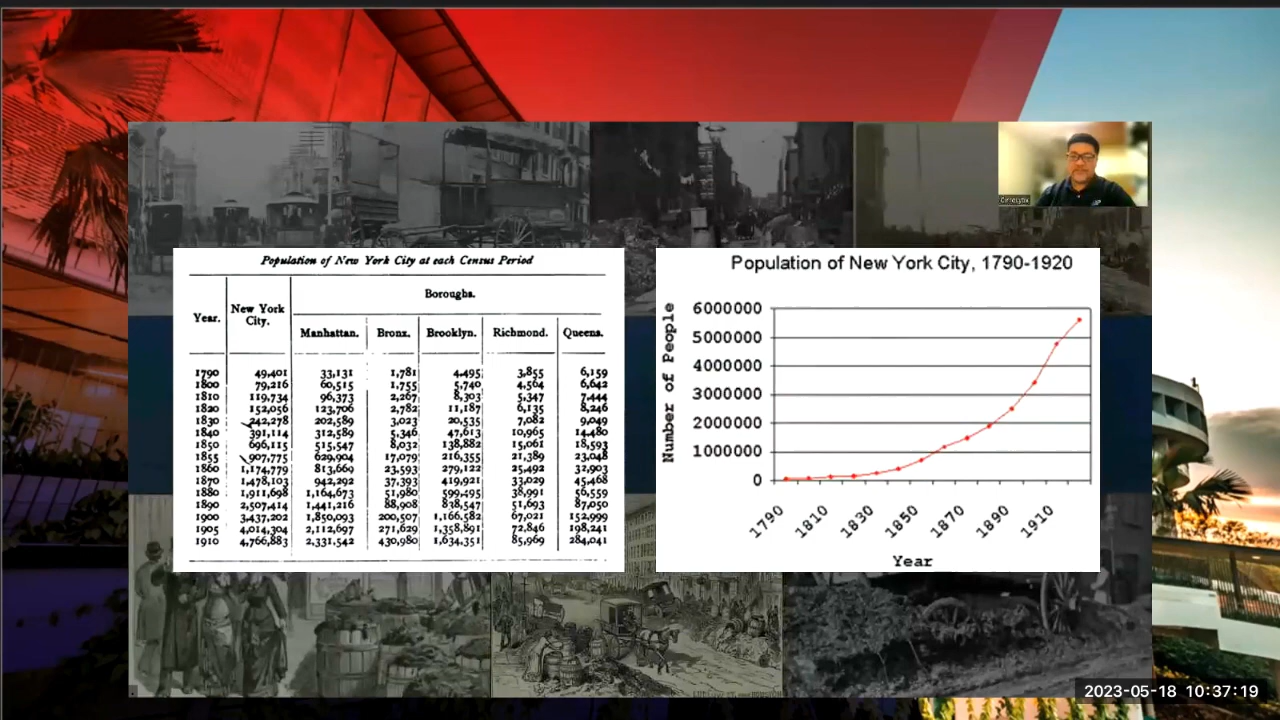 Population of New York City at each Census Period
Year.
New York City.
Boroughs.
Manhattan. Bronx. Brooklyn. Richmond. Queens.
1790 49,401 33,131 1,781 4,495 3,855 6,159
1800 79,216 60,515 1,755 5,740 4,564 6,642
1810 119,734 96,373 2,267 8,303 5,347 7,444
1820 152,056 123,706 2,782 11,187 6,135 8,246
1830 242,278 202,589 3,023 20,535 7,082 9,049
1840 391,114 312,589 5,346 47,613 10,965 14,480
1850 696,115 515,547 8,032 138,882 15,061 18,593
1855 907,775 629,904 17,079 216,355 21,389 23,048
1860 1,174,779 813,669 23,593 279,122 25,492 32,903
1870 1,478,103 942,292 37,393 419,921 33,029 45,468
1880 1,911,698 1,164,673 51,980 599,495 38,991 56,559
1890 2,507,414 1,441,216 88,908 838,547 51,693 87,050
1900 3,437,202 1,850,093 200,507 1,166,582 67,021 152,999
1905 4,014,304 2,112,697 271,629 1,358,891 72,846 198,241
1910 4,766,883 2,331,542 430,980 1,634,351 85,969 284,041
Population of New York City, 1790-1920
Number of People
6000000
5000000
4000000
3000000
2000000
1000000
0
1790 1810 1830 1850 1870 1890 1910
Year
2023-05-18 10:37:19